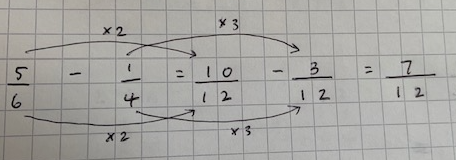 ×2 ×3
5/6 - 1/4 = 10/12 - 3/12 = 7/12
×2 ×3